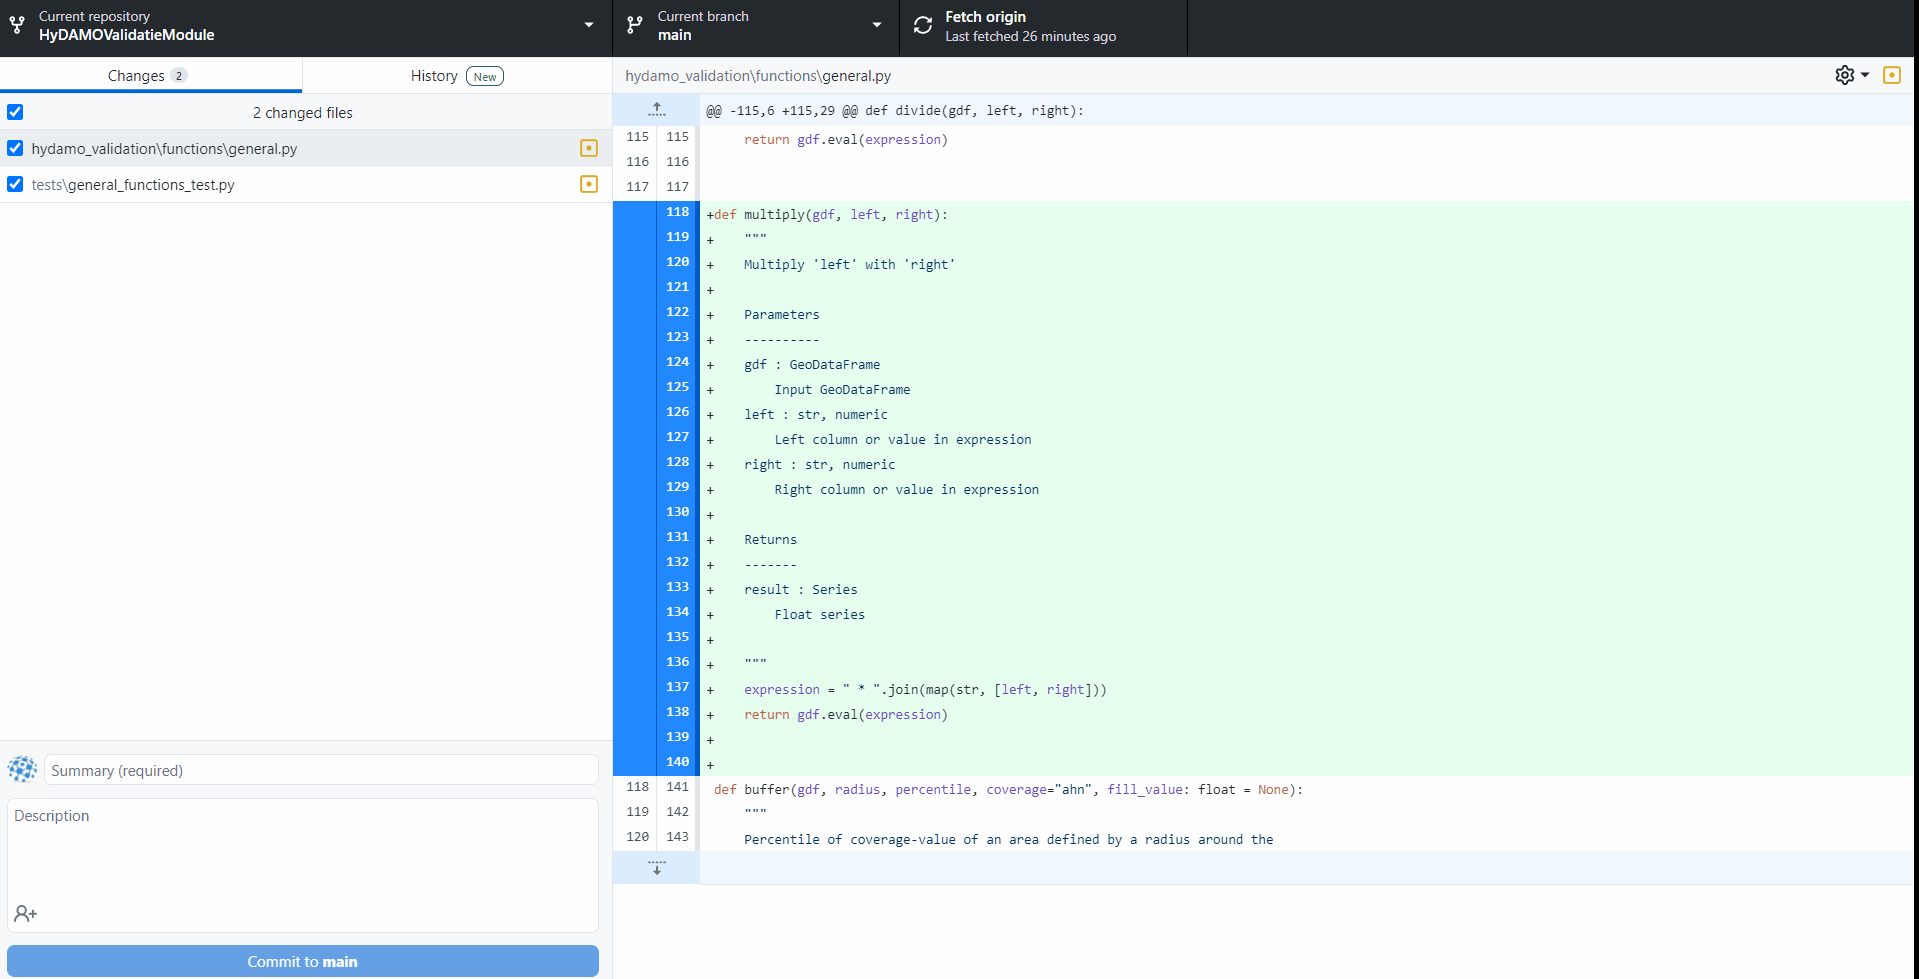 Current repository
HyDAMOValidatieModule
Current branch
main
Fetch origin
Last fetched 26 minutes ago
Changes 2
History New
2 changed files
hydamo_validation\functions\general.py
tests\general_functions_test.py
Summary (required)
Description
Commit to main
hydamo_validation\functions\general.py
@@ -115,6 +115,29 @@ def divide(gdf, left, right):
115 115     return gdf.eval(expression)
116 116
117 117
118 +def multiply(gdf, left, right):
119 +    """
120 +    Multiply 'left' with 'right'
121 +
122 +    Parameters
123 +    ----------
124 +    gdf : GeoDataFrame
125 +        Input GeoDataFrame
126 +    left : str, numeric
127 +        Left column or value in expression
128 +    right : str, numeric
129 +        Right column or value in expression
130 +
131 +    Returns
132 +    -------
133 +    result : Series
134 +        Float series
135 +
136 +    """
137 +    expression = " * ".join(map(str, [left, right]))
138 +    return gdf.eval(expression)
139 +
140 +
118 141 def buffer(gdf, radius, percentile, coverage="ahn", fill_value: float = None):
119 142     """
120 143     Percentile of coverage-value of an area defined by a radius around the